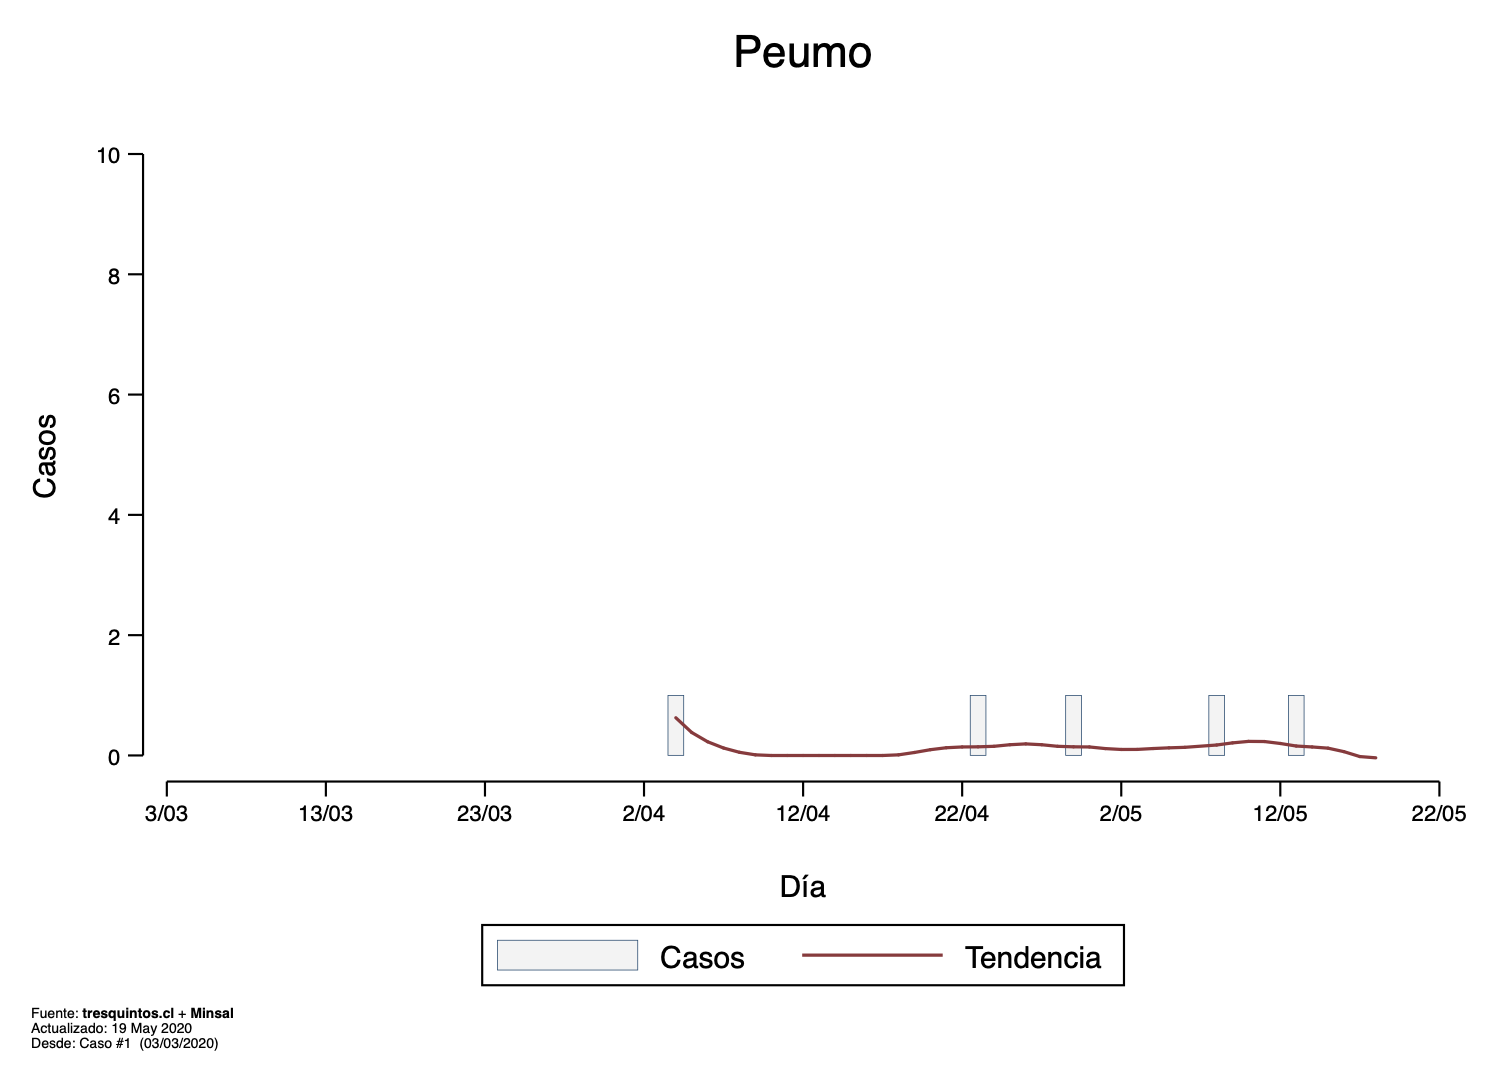 Peumo
10
8
6
4
2
0
Casos
3/03 13/03 23/03 2/04 12/04 22/04 2/05 12/05 22/05
Día
Casos Tendencia
Fuente: tresquintos.cl + Minsal
Actualizado: 19 May 2020
Desde: Caso #1 (03/03/2020)